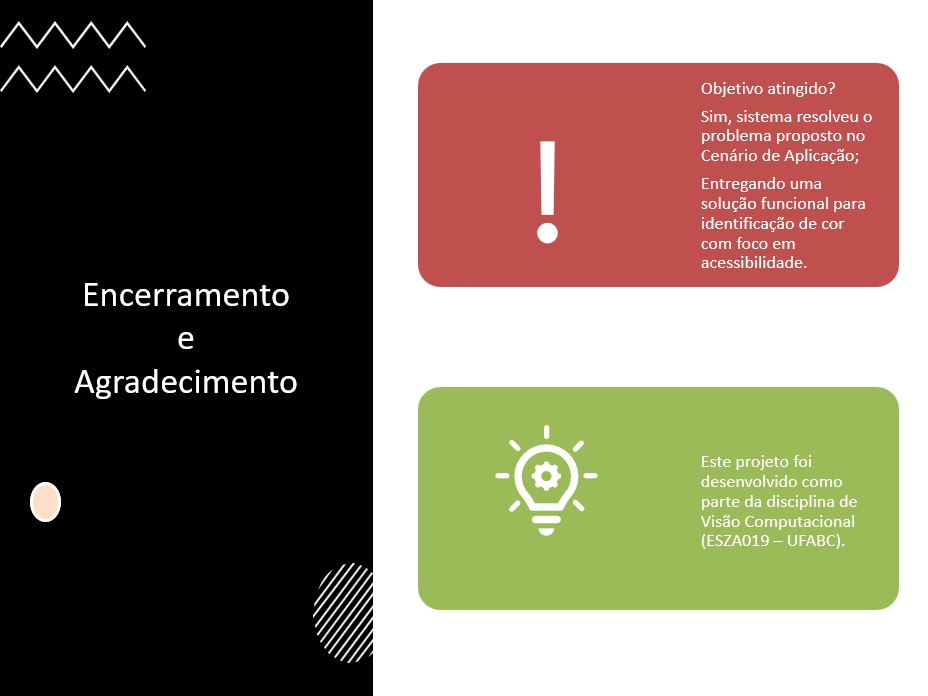 Encerramento
e
Agradecimento
Objetivo atingido?
Sim, sistema resolveu o
problema proposto no
Cenário de Aplicação;
Entregando uma
solução funcional para
identificação de cor
com foco em
acessibilidade.
Este projeto foi
desenvolvido como
parte da disciplina de
Visão Computacional
(ESZA019 – UFABC).